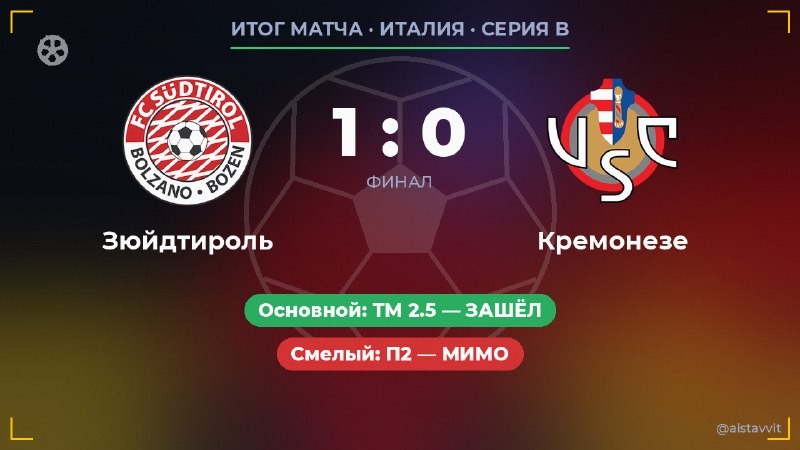 ИТОГ МАТЧА · ИТАЛИЯ · СЕРИЯ B
FC SÜDTIROL
BOLZANO · BOZEN
1 : 0
ФИНАЛ
USC
Зюйдтироль
Кремонезе
Основной: ТМ 2.5 — ЗАШЁЛ
Смелый: П2 — МИМО
@aistavvit